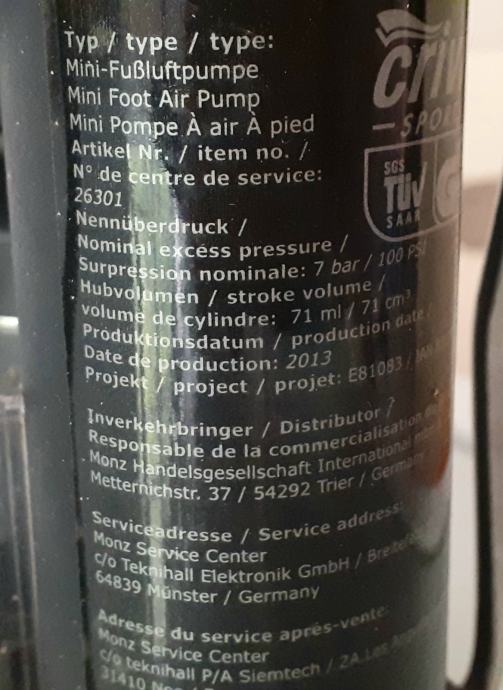 Typ / type / type:
Mini-Fußluftpumpe
Mini Foot Air Pump
Mini Pompe À air À pied
Artikel Nr. / item no. /
N° de centre de service:
26301
Nennüberdruck /
Nominal excess pressure /
Surpression nominale: 7 bar / 100 PSI
Hubvolumen / stroke volume /
volume de cylindre: 71 ml / 71 cm³
Produktionsdatum / production date /
Date de production: 2013
Projekt / project / projet: E81083 /
Inverkehrbringer / Distributor /
Responsable de la commercialisation
Monz Handelsgesellschaft International
Metternichstr. 37 / 54292 Trier / Germany
Serviceadresse / Service address:
Monz Service Center
c/o Teknihall Elektronik GmbH /
64839 Münster / Germany
Adresse du service après-vente:
Monz Service Center
c/o teknihall P/A Siemtech / 2A.
31410
SGS
TÜV
SAAR